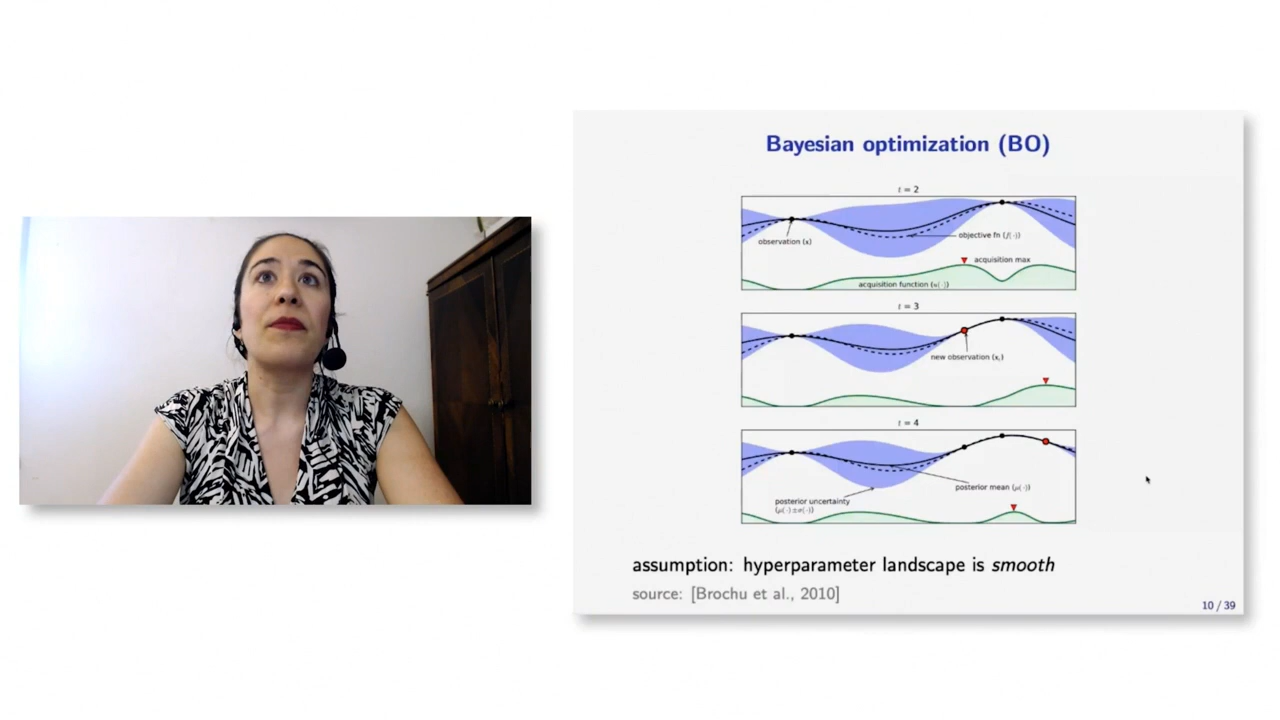 Bayesian optimization (BO)
t = 2
observation (x)
objective fn (f(·))
acquisition max
acquisition function (u(·))
t = 3
new observation (xₜ)
t = 4
posterior mean (μ(·))
posterior uncertainty
(μ(·)±σ(·))
assumption: hyperparameter landscape is smooth
source: [Brochu et al., 2010]
10 / 39